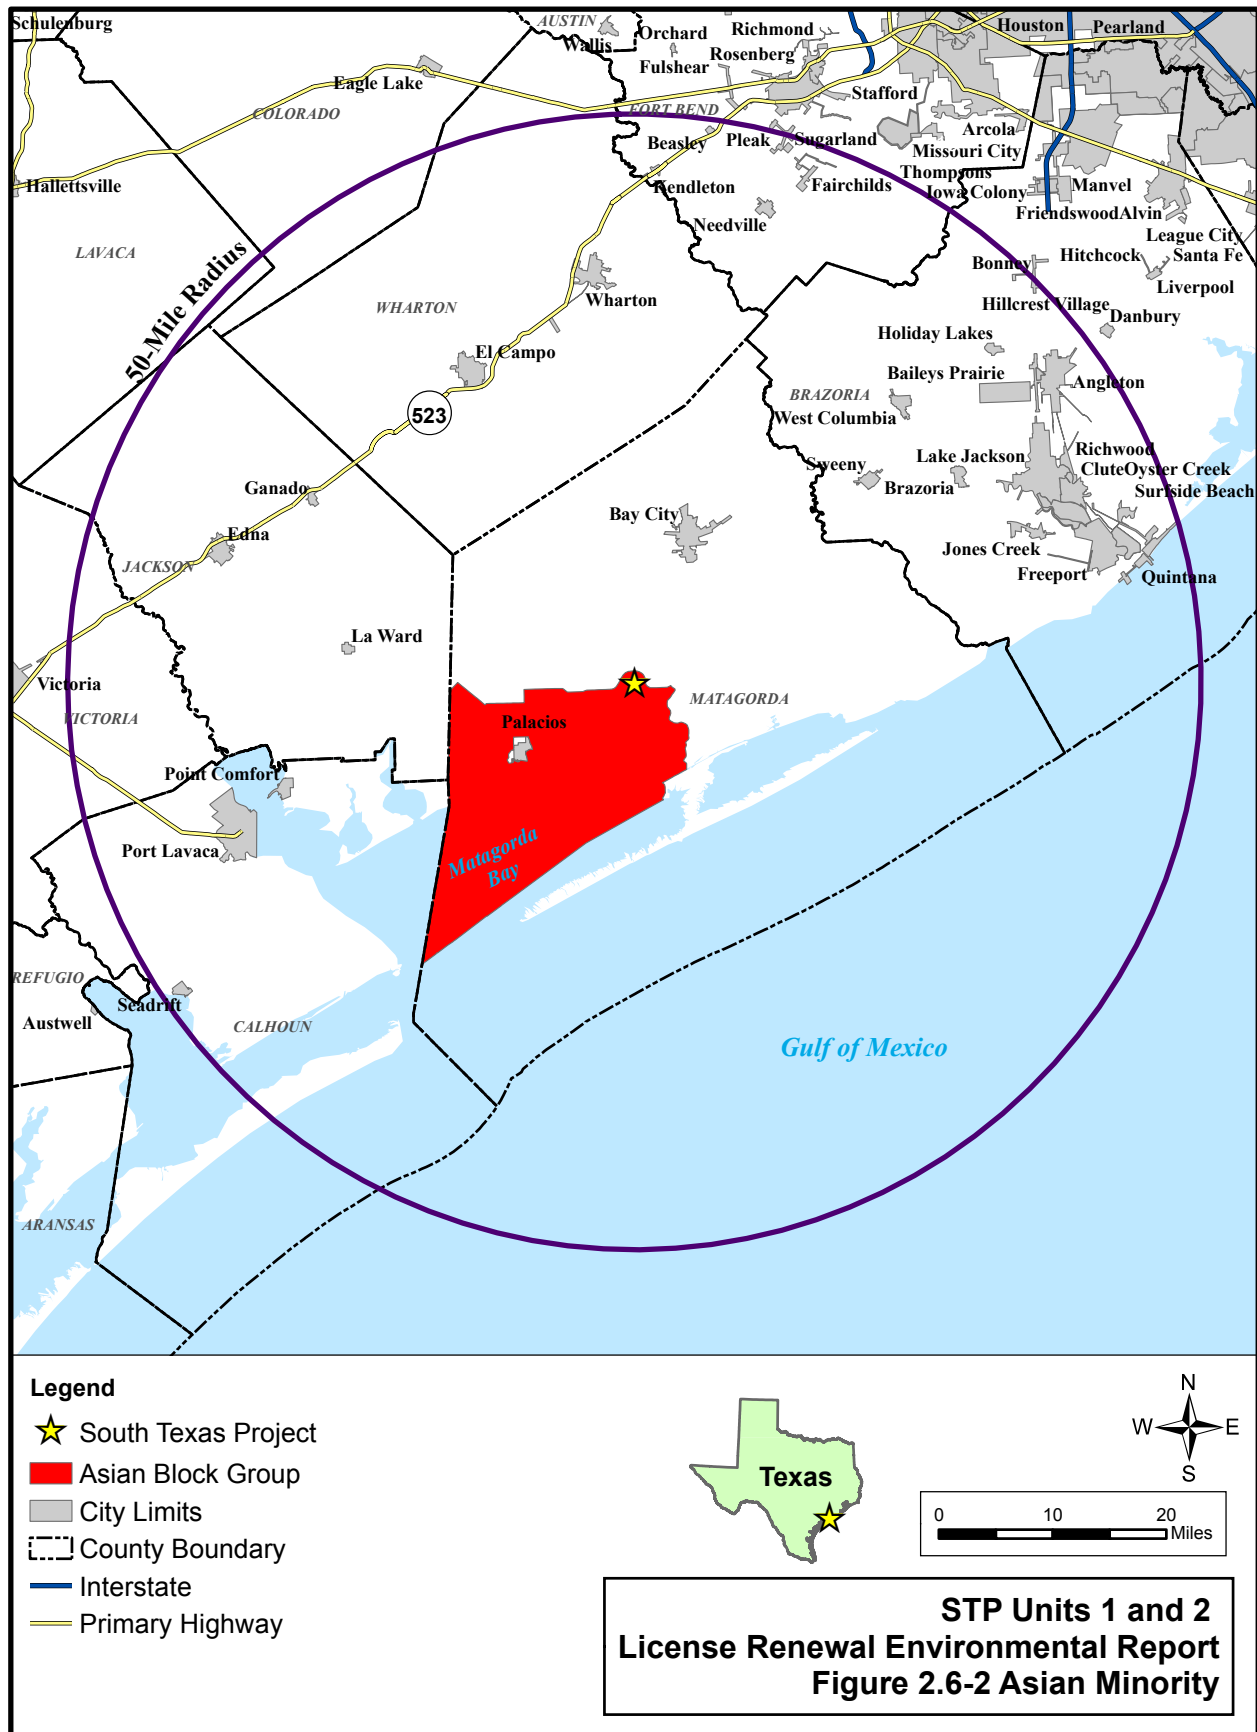 Schulenburg
AUSTIN
Wallis
Orchard
Fulshear
Richmond
Rosenberg
Houston
Pearland
Eagle Lake
COLORADO
FORT BEND
Stafford
Beasley
Pleak
Sugarland
Arcola
Missouri City
Thompsons
Hallettsville
Kendleton
Fairchilds
Iowa Colony
Manvel
Needville
Friendswood
Alvin
LAVACA
50-Mile Radius
League City
Hitchcock
Santa Fe
Bonney
Liverpool
WHARTON
Wharton
Hillcrest Village
Danbury
Holiday Lakes
El Campo
Baileys Prairie
Angleton
BRAZORIA
523
West Columbia
Richwood
Sweeny
Lake Jackson
Clute
Oyster Creek
Ganado
Brazoria
Surfside Beach
Bay City
Edna
Jones Creek
JACKSON
Freeport
Quintana
La Ward
Victoria
MATAGORDA
VICTORIA
Palacios
Point Comfort
Port Lavaca
Matagorda
Bay
REFUGIO
Seadrift
Austwell
CALHOUN
Gulf of Mexico
ARANSAS
Legend
South Texas Project
Asian Block Group
City Limits
County Boundary
Interstate
Primary Highway
Texas
N
W
E
S
0 10 20
Miles
STP Units 1 and 2
License Renewal Environmental Report
Figure 2.6-2 Asian Minority